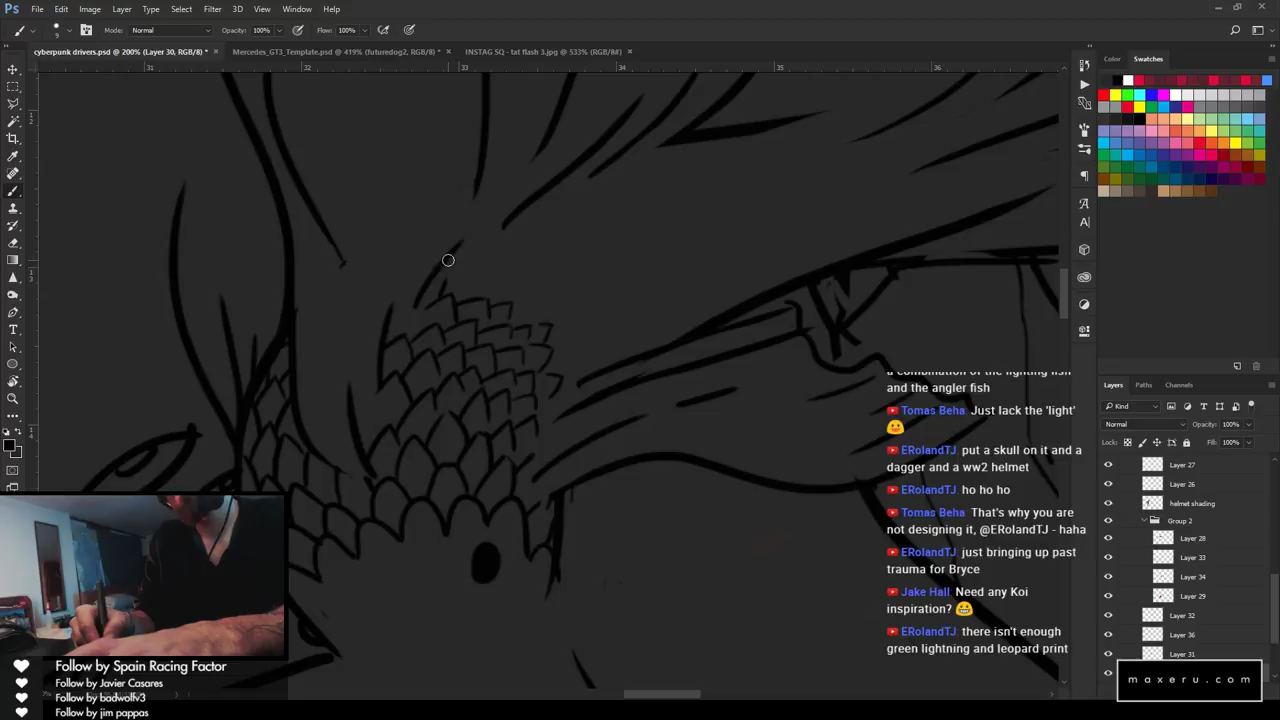 Ps File Edit Image Layer Type Select Filter 3D View Window Help
9 Mode: Normal Opacity: 100% Flow: 100%
cyberpunk drivers.psd @ 200% (Layer 30, RGB/8) * × Mercedes_GT3_Template.psd @ 419% (futuredog2, RGB/8) * × INSTAG SQ - tat flash 3.jpg @ 533% (RGB/8#) ×
31 32 33 34 35 36
Color Swatches
Layers Paths Channels
Kind
Normal Opacity: 100%
Lock: Fill: 100%
Layer 27
Layer 26
helmet shading
Group 2
Layer 28
Layer 33
Layer 34
Layer 29
Layer 32
Layer 36
Layer 31
a combination of the lighting fish
and the angler fish
Tomas Beha Just lack the 'light'
ERolandTJ put a skull on it and a
dagger and a ww2 helmet
ERolandTJ ho ho ho
Tomas Beha That's why you are
not designing it, @ERolandTJ - haha
ERolandTJ just bringing up past
trauma for Bryce
Jake Hall Need any Koi
inspiration?
ERolandTJ there isn't enough
green lightning and leopard print
Follow by Spain Racing Factor
Follow by Javier Casares
Follow by badwolfv3
Follow by jim pappas
maxeru.com